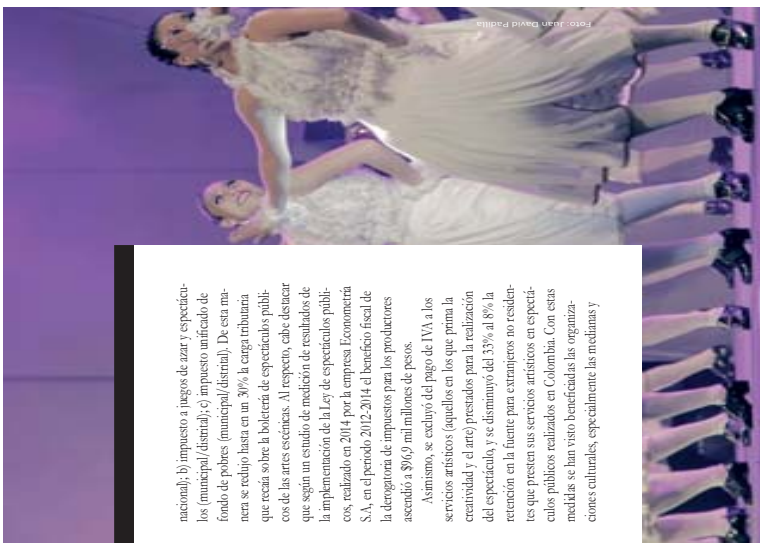 Foto: Juan David Padilla
nacional); b) impuesto a juegos de azar y espectácu-
los (municipal/distrital); c) impuesto unificado de
fondo de pobres (municipal/distrital). De esta ma-
nera se redujo hasta en un 30% la carga tributaria
que recaía sobre la boletería de espectáculos públi-
cos de las artes escénicas. Al respecto, cabe destacar
que según un estudio de medición de resultados de
la implementación de la Ley de espectáculos públi-
cos, realizado en 2014 por la empresa Econometría
S.A, en el periodo 2012-2014 el beneficio fiscal de
la derogatoria de impuestos para los productores
ascendió a $96,9 mil millones de pesos.
Asimismo, se excluyó del pago de IVA a los
servicios artísticos (aquellos en los que prima la
creatividad y el arte) prestados para la realización
del espectáculo, y se disminuyó del 33% al 8% la
retención en la fuente para extranjeros no residen-
tes que presten sus servicios artísticos en espectá-
culos públicos realizados en Colombia. Con estas
medidas se han visto beneficiadas las organiza-
ciones culturales, especialmente las medianas y